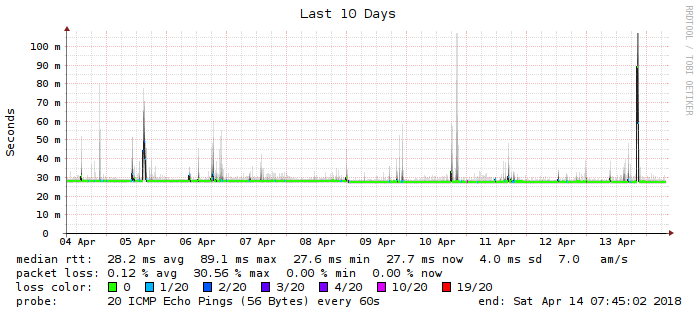 Last 10 Days
RRDTOOL / TOBI OETIKER
Seconds
100 m
90 m
80 m
70 m
60 m
50 m
40 m
30 m
20 m
10 m
0
04 Apr 05 Apr 06 Apr 07 Apr 08 Apr 09 Apr 10 Apr 11 Apr 12 Apr 13 Apr
median rtt: 28.2 ms avg 89.1 ms max 27.6 ms min 27.7 ms now 4.0 ms sd 7.0 am/s
packet loss: 0.12 % avg 30.56 % max 0.00 % min 0.00 % now
loss color: 0 1/20 2/20 3/20 4/20 10/20 19/20
probe: 20 ICMP Echo Pings (56 Bytes) every 60s end: Sat Apr 14 07:45:02 2018